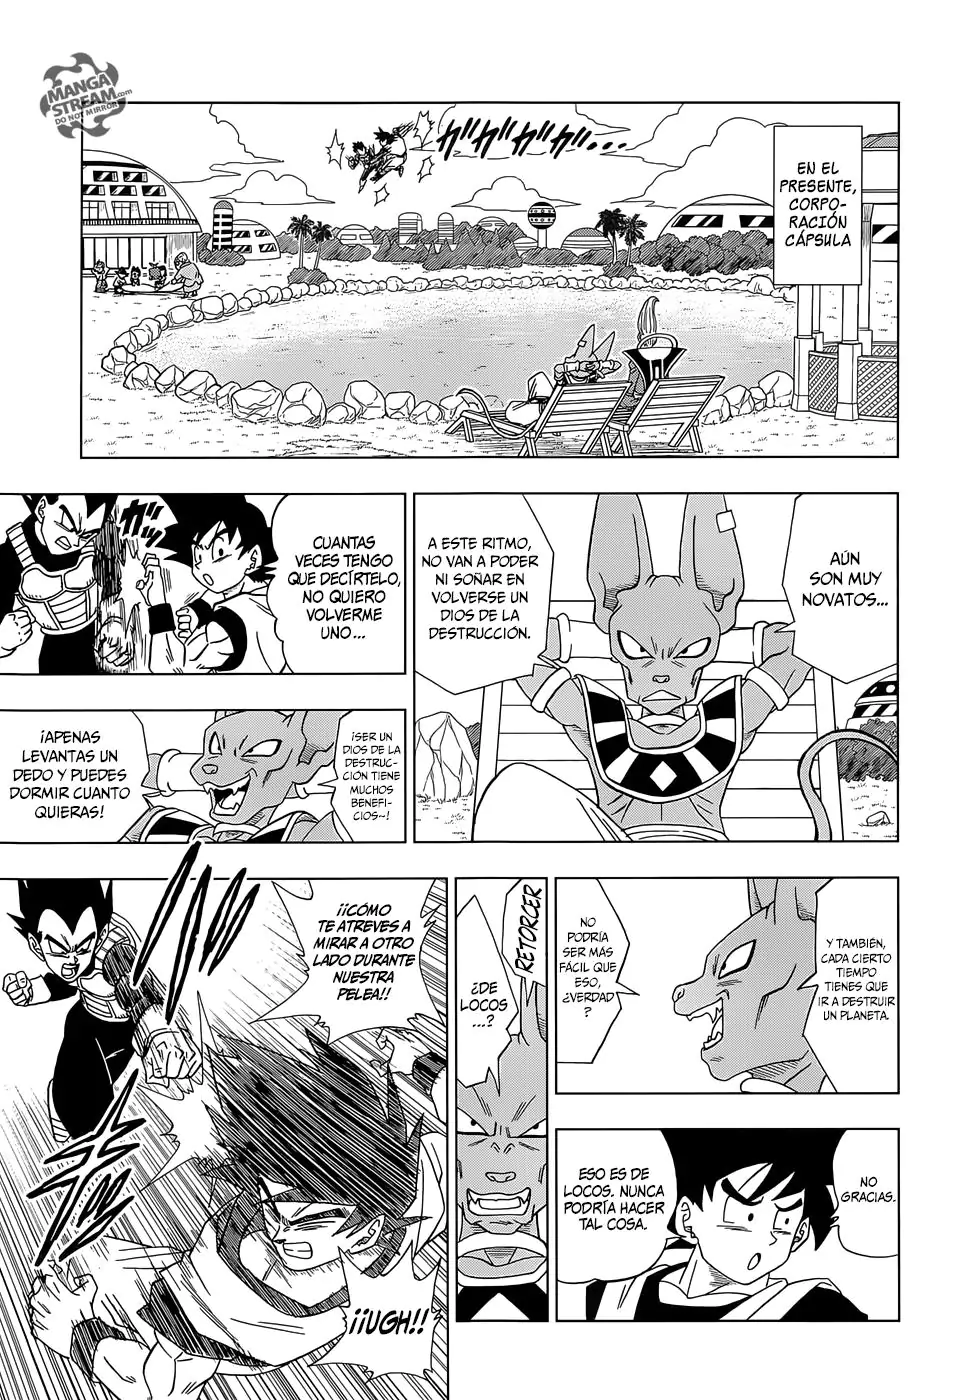 MANGA
STREAM.com
DO NOT MIRROR
ガガガガ...
EN EL
PRESENTE,
CORPO-
RACIÓN
CÁPSULA
AÚN
SON MUY
NOVATOS...
A ESTE RITMO,
NO VAN A PODER
NI SOÑAR EN
VOLVERSE UN
DIOS DE LA
DESTRUCCIÓN.
CUANTAS
VECES TENGO
QUE DECÍRTELO,
NO QUIERO
VOLVERME
UNO...
ガッ
¡SER UN
DIOS DE LA
DESTRUC-
CIÓN TIENE
MUCHOS
BENEFI-
CIOS~!
¡APENAS
LEVANTAS UN
DEDO Y PUEDES
DORMIR CUANTO
QUIERAS!
Y TAMBIÉN,
CADA CIERTO
TIEMPO
TIENES QUE
IR A DESTRUIR
UN PLANETA.
NO
PODRÍA
SER MÁS
FÁCIL QUE
ESO,
¿VERDAD
?
NO
GRACIAS.
ESO ES DE
LOCOS. NUNCA
PODRÍA HACER
TAL COSA.
RETORCER
¿DE
LOCOS
...?
¡¡CÓMO
TE ATREVES A
MIRAR A OTRO
LADO DURANTE
NUESTRA
PELEA!!
¡¡UGH!!